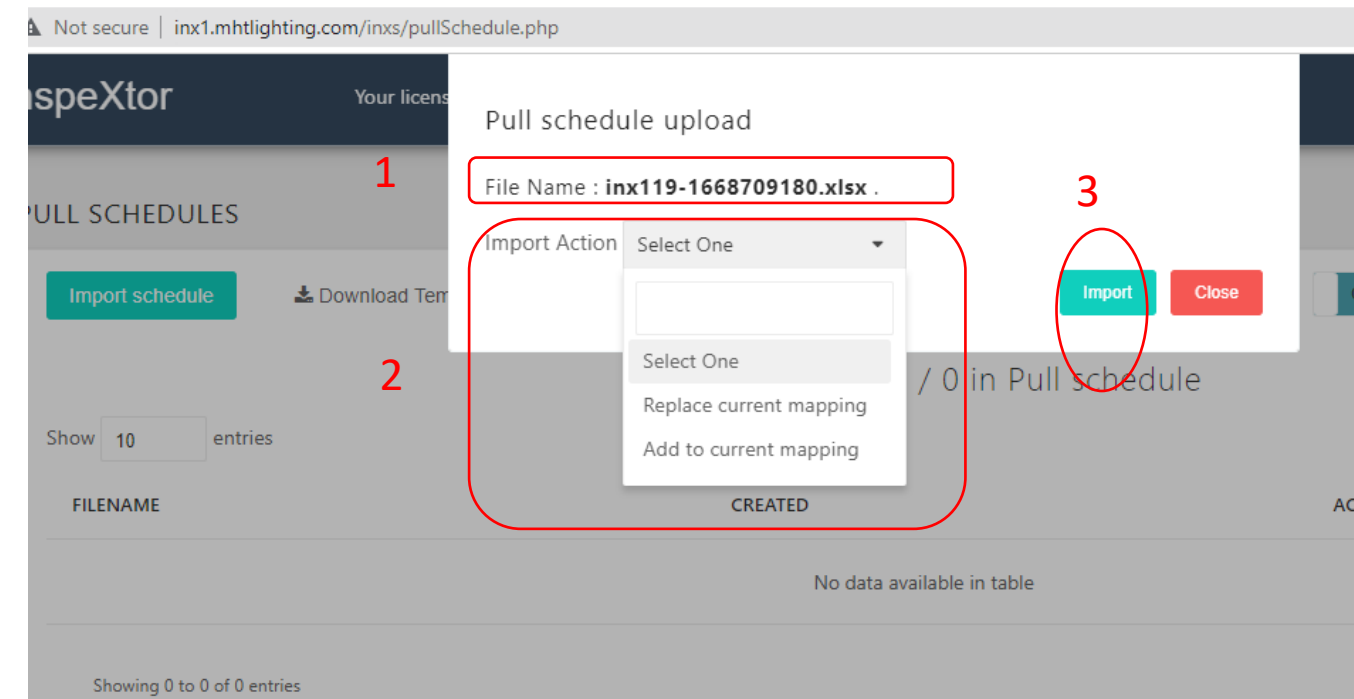 Not secure | inx1.mhtlighting.com/inxs/pullSchedule.php
speXtor
Your licens
Pull schedule upload
1
File Name : inx119-1668709180.xlsx .
3
PULL SCHEDULES
Import Action Select One
Import schedule
Download Tem
Import
Close
2
Select One
/ 0 in Pull schedule
Replace current mapping
Show 10 entries
Add to current mapping
FILENAME
CREATED
AC
No data available in table
Showing 0 to 0 of 0 entries